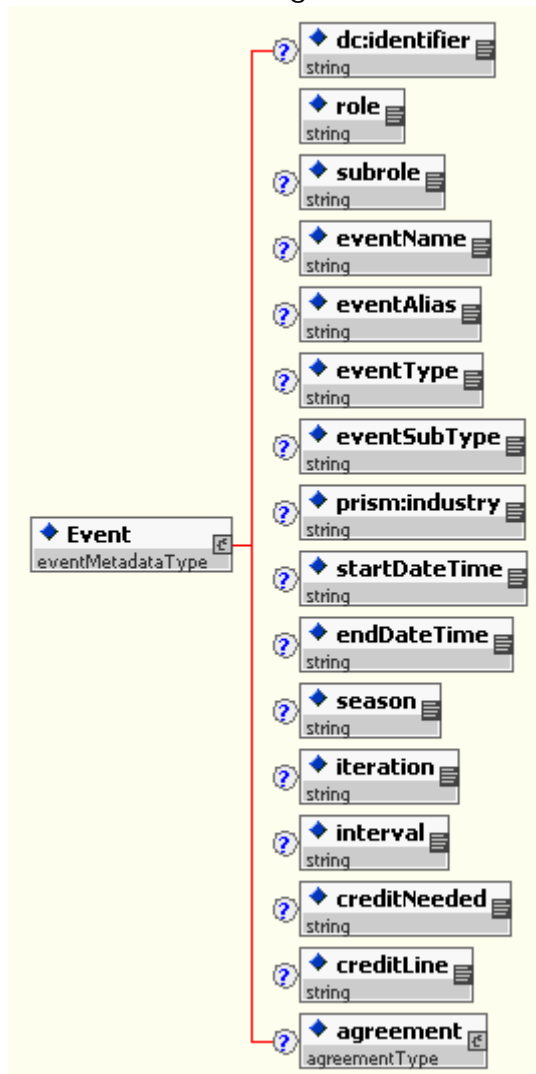 dc:identifier
string
role
string
subrole
string
eventName
string
eventAlias
string
eventType
string
eventSubType
string
prism:industry
string
Event
eventMetadataType
startDateTime
string
endDateTime
string
season
string
iteration
string
interval
string
creditNeeded
string
creditLine
string
agreement
agreementType